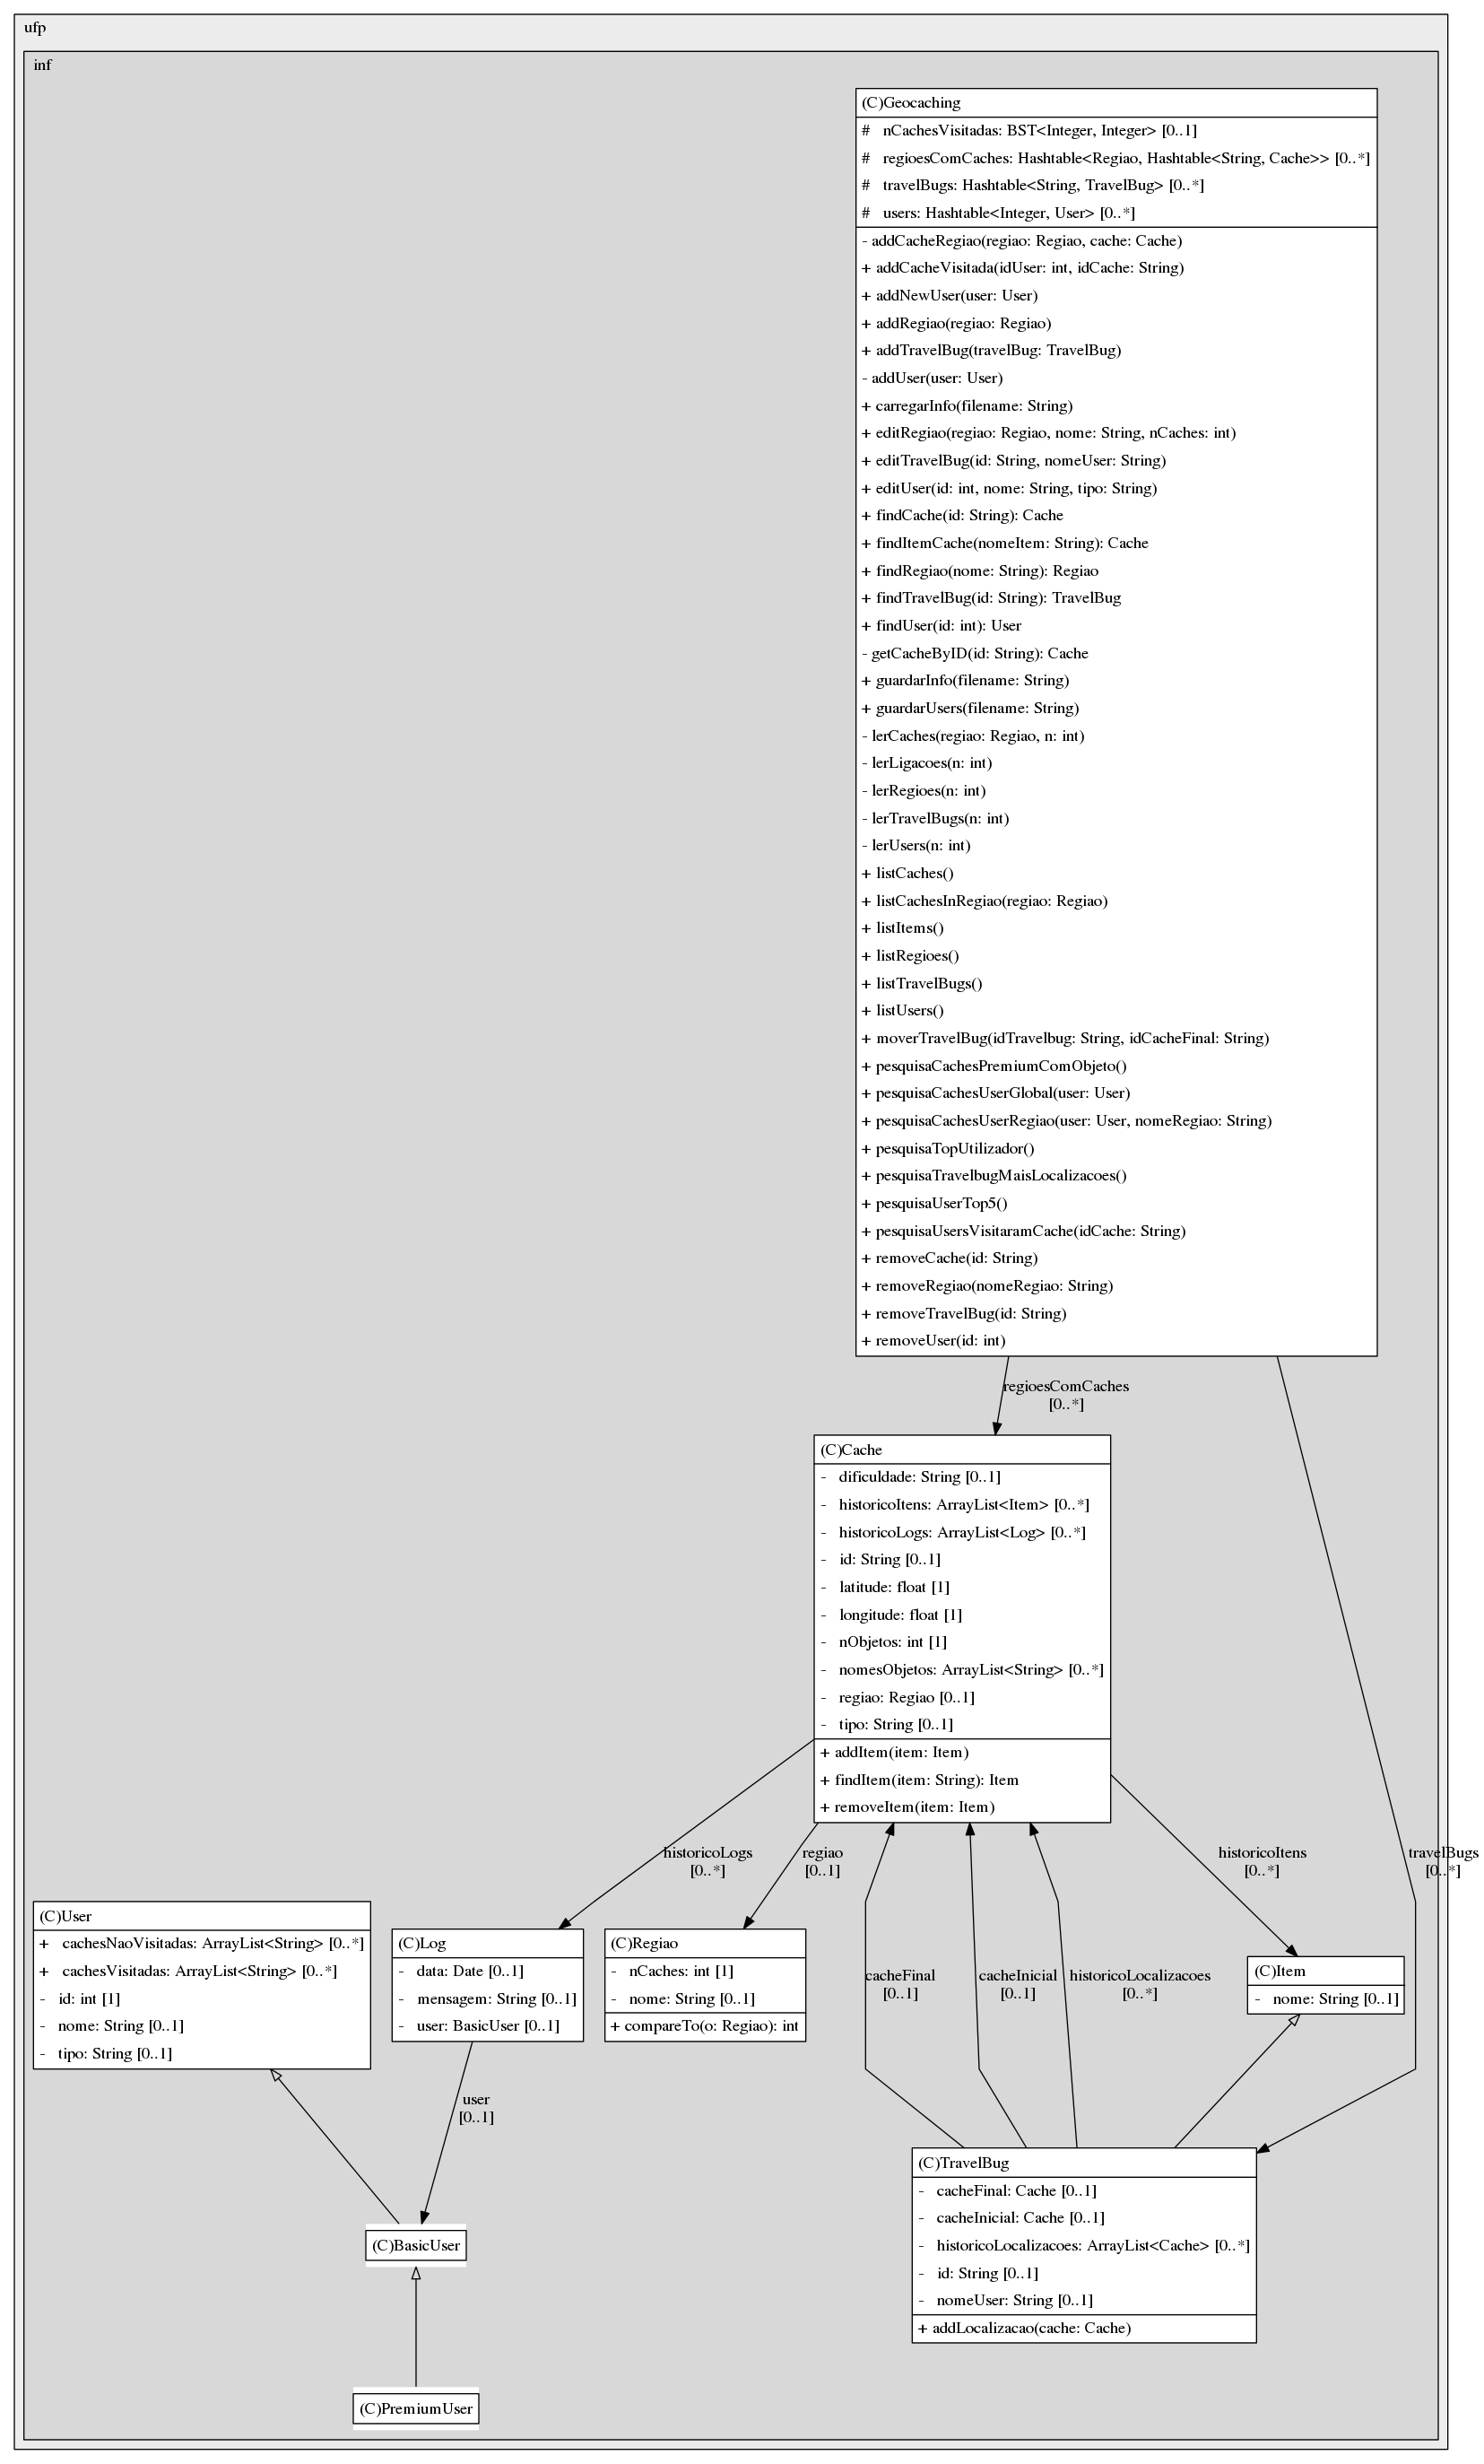 ufp
inf
(C)Geocaching
# nCachesVisitadas: BST<Integer, Integer> [0..1]
# regioesComCaches: Hashtable<Regiao, Hashtable<String, Cache>> [0..*]
# travelBugs: Hashtable<String, TravelBug> [0..*]
# users: Hashtable<Integer, User> [0..*]
- addCacheRegiao(regiao: Regiao, cache: Cache)
+ addCacheVisitada(idUser: int, idCache: String)
+ addNewUser(user: User)
+ addRegiao(regiao: Regiao)
+ addTravelBug(travelBug: TravelBug)
- addUser(user: User)
+ carregarInfo(filename: String)
+ editRegiao(regiao: Regiao, nome: String, nCaches: int)
+ editTravelBug(id: String, nomeUser: String)
+ editUser(id: int, nome: String, tipo: String)
+ findCache(id: String): Cache
+ findItemCache(nomeItem: String): Cache
+ findRegiao(nome: String): Regiao
+ findTravelBug(id: String): TravelBug
+ findUser(id: int): User
- getCacheByID(id: String): Cache
+ guardarInfo(filename: String)
+ guardarUsers(filename: String)
- lerCaches(regiao: Regiao, n: int)
- lerLigacoes(n: int)
- lerRegioes(n: int)
- lerTravelBugs(n: int)
- lerUsers(n: int)
+ listCaches()
+ listCachesInRegiao(regiao: Regiao)
+ listItems()
+ listRegioes()
+ listTravelBugs()
+ listUsers()
+ moverTravelBug(idTravelbug: String, idCacheFinal: String)
+ pesquisaCachesPremiumComObjeto()
+ pesquisaCachesUserGlobal(user: User)
+ pesquisaCachesUserRegiao(user: User, nomeRegiao: String)
+ pesquisaTopUtilizador()
+ pesquisaTravelbugMaisLocalizacoes()
+ pesquisaUserTop5()
+ pesquisaUsersVisitaramCache(idCache: String)
+ removeCache(id: String)
+ removeRegiao(nomeRegiao: String)
+ removeTravelBug(id: String)
+ removeUser(id: int)
regioesComCaches
[0..*]
(C)Cache
- dificuldade: String [0..1]
- historicoItens: ArrayList<Item> [0..*]
- historicoLogs: ArrayList<Log> [0..*]
- id: String [0..1]
- latitude: float [1]
- longitude: float [1]
- nObjetos: int [1]
- nomesObjetos: ArrayList<String> [0..*]
- regiao: Regiao [0..1]
- tipo: String [0..1]
+ addItem(item: Item)
+ findItem(item: String): Item
+ removeItem(item: Item)
historicoLogs
[0..*]
regiao
[0..1]
historicoItens
[0..*]
travelBugs
[0..*]
(C)User
+ cachesNaoVisitadas: ArrayList<String> [0..*]
+ cachesVisitadas: ArrayList<String> [0..*]
- id: int [1]
- nome: String [0..1]
- tipo: String [0..1]
(C)Log
- data: Date [0..1]
- mensagem: String [0..1]
- user: BasicUser [0..1]
(C)Regiao
- nCaches: int [1]
- nome: String [0..1]
+ compareTo(o: Regiao): int
cacheFinal
[0..1]
cacheInicial
[0..1]
historicoLocalizacoes
[0..*]
(C)Item
- nome: String [0..1]
user
[0..1]
(C)TravelBug
- cacheFinal: Cache [0..1]
- cacheInicial: Cache [0..1]
- historicoLocalizacoes: ArrayList<Cache> [0..*]
- id: String [0..1]
- nomeUser: String [0..1]
+ addLocalizacao(cache: Cache)
(C)BasicUser
(C)PremiumUser